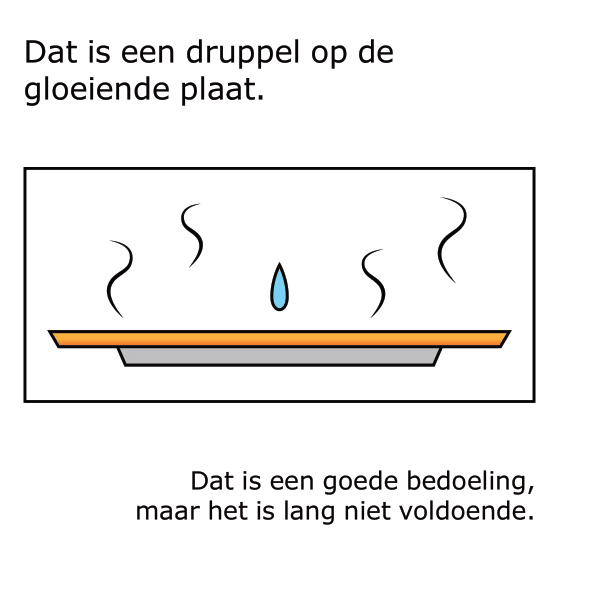 Dat is een druppel op de
gloeiende plaat.
Dat is een goede bedoeling,
maar het is lang niet voldoende.